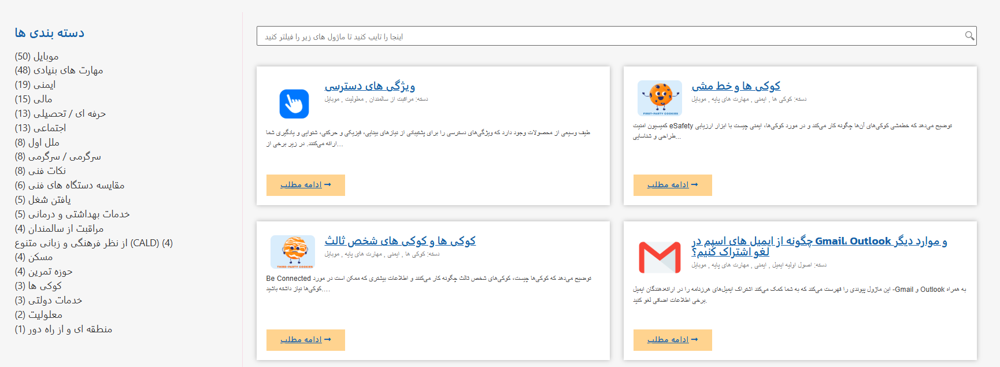 دسته بندی ها
موبایل (50)
مهارت های بنیادی (48)
ایمنی (19)
مالی (15)
حرفه ای / تحصیلی (13)
اجتماعی (13)
ملل اول (8)
سرگرمی / سرگرمی (8)
نکات فنی (8)
مقایسه دستگاه های فنی (6)
یافتن شغل (5)
خدمات بهداشتی و درمانی (5)
مراقبت از سالمندان (4)
از نظر فرهنگی و زبانی متنوع (CALD) (4)
مسکن (4)
حوزه تمرین (4)
کوکی ها (3)
خدمات دولتی (3)
معلولیت (2)
منطقه ای و از راه دور (1)
اینجا را تایپ کنید تا ماژول های زیر را فیلتر کنید
ویژگی های دسترسی
دسته: مراقبت از سالمندان , معلولیت , موبایل
طیف وسیعی از محصولات وجود دارد که ویژگی‌های دسترسی را برای پشتیبانی از نیازهای بینایی، فیزیکی و حرکتی، شنوایی و یادگیری شما
ارائه می‌کنند. در زیر برخی از...
ادامه مطلب ➞
کوکی ها و خط مشی
دسته: کوکی ها , ایمنی , مهارت های پایه , موبایل
FIRST-PARTY COOKIES
توضیح می‌دهد که خط‌مشی کوکی‌های آن‌ها چگونه کار می‌کند و در مورد کوکی‌ها، ایمنی چیست با ابزار ارزیابی eSafety کمیسیون امنیت
طراحی و شناسایی...
ادامه مطلب ➞
کوکی ها و کوکی های شخص ثالث
دسته: کوکی ها , ایمنی , مهارت های پایه , موبایل
THIRD-PARTY COOKIES
توضیح می‌دهد که کوکی‌ها چیست، کوکی‌های شخص ثالث چگونه کار می‌کنند و اطلاعات بیشتری که ممکن است در مورد Be Connected
کوکی‌ها نیاز داشته باشید....
ادامه مطلب ➞
و موارد دیگر Gmail، Outlook چگونه از ایمیل های اسپم در
لغو اشتراک کنیم؟
دسته: اصول اولیه ایمیل , ایمنی , مهارت های پایه , موبایل
به همراه Outlook و Gmail- این ماژول پیوندی را فهرست می‌کند که به شما کمک می‌کند اشتراک ایمیل‌های هرزنامه را در ارائه‌دهندگان ایمیل
برخی اطلاعات اضافی لغو کنید.
ادامه مطلب ➞